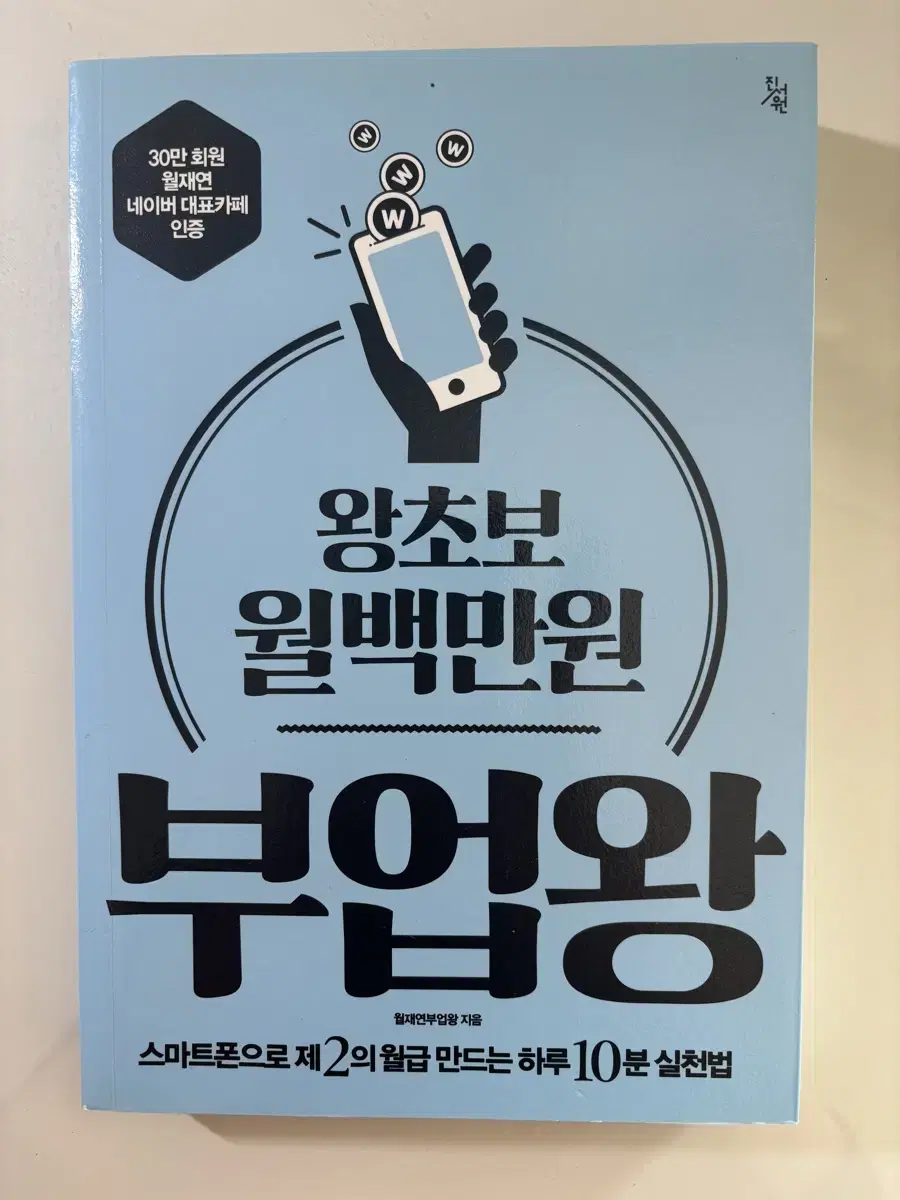 진서원
30만 회원
월재연
네이버 대표카페
인증
W
W
W
W
왕초보
월백만원
부업왕
월재연부업왕 지음
스마트폰으로 제2의 월급 만드는 하루 10분 실천법